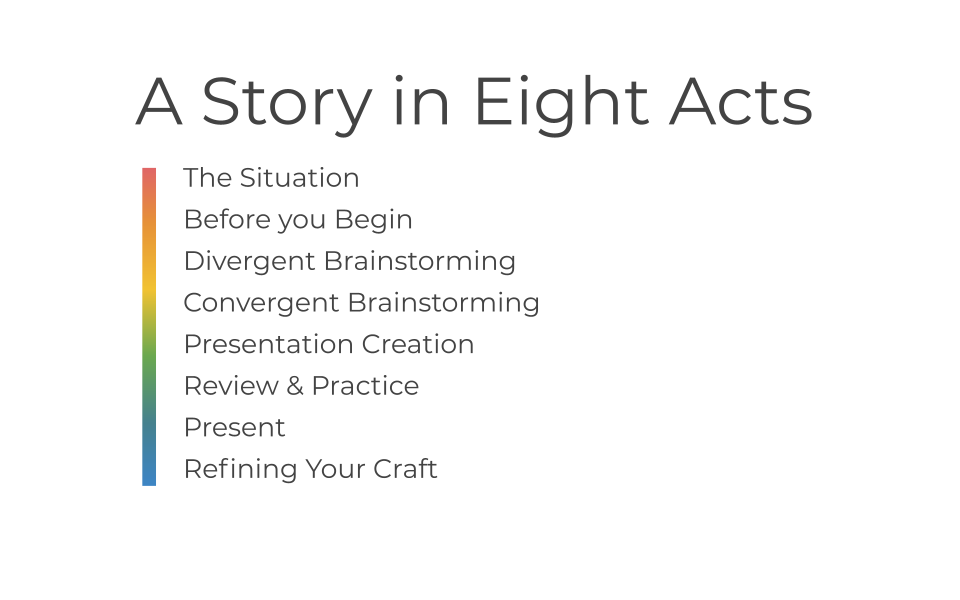 A Story in Eight Acts
The Situation
Before you Begin
Divergent Brainstorming
Convergent Brainstorming
Presentation Creation
Review & Practice
Present
Refining Your Craft